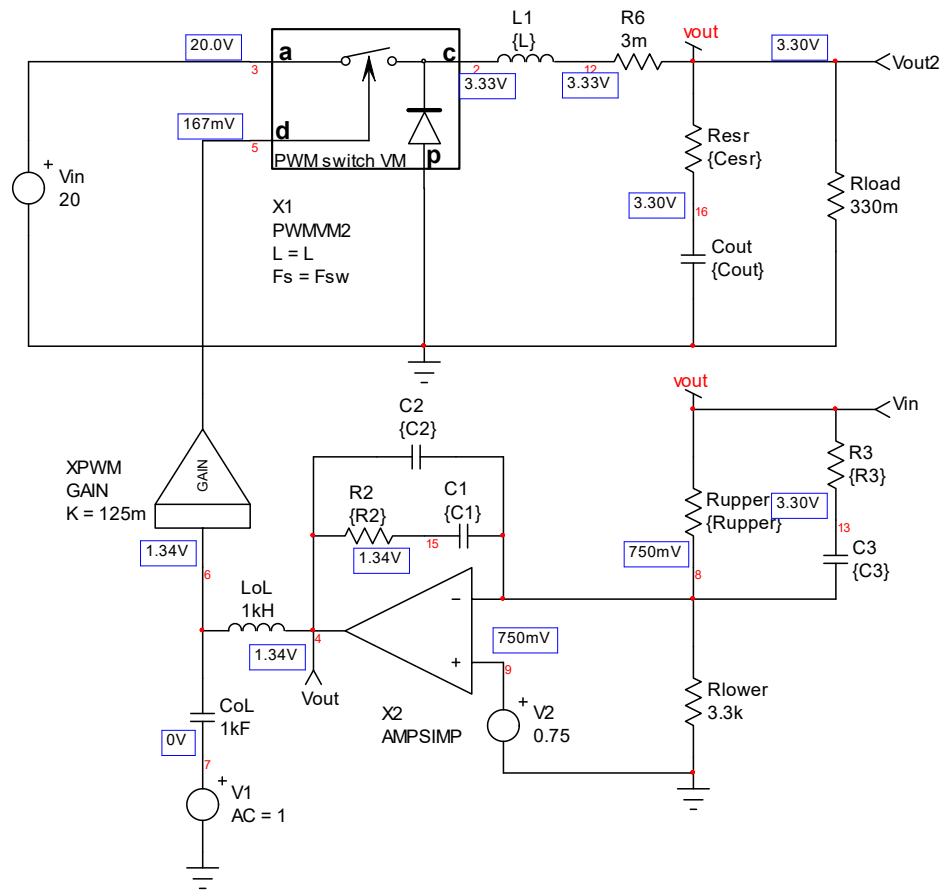 L1
{L}
R6
3m
vout
20.0V
a
c
3.30V
Vout2
3
2
12
3.33V
3.33V
167mV
d
5
p
PWM switch VM
Resr
{Cesr}
+
Vin
20
Rload
330m
3.30V
16
X1
PWMVM2
L = L
Fs = Fsw
Cout
{Cout}
vout
Vin
C2
{C2}
XPWM
GAIN
K = 125m
GAIN
R3
{R3}
R2
{R2}
C1
{C1}
Rupper
{Rupper}
3.30V
13
15
1.34V
1.34V
750mV
C3
{C3}
6
8
LoL
1kH
−
750mV
4
1.34V
+
9
Vout
Rlower
3.3k
CoL
1kF
X2
AMPSIMP
+
V2
0.75
0V
7
+
V1
AC = 1